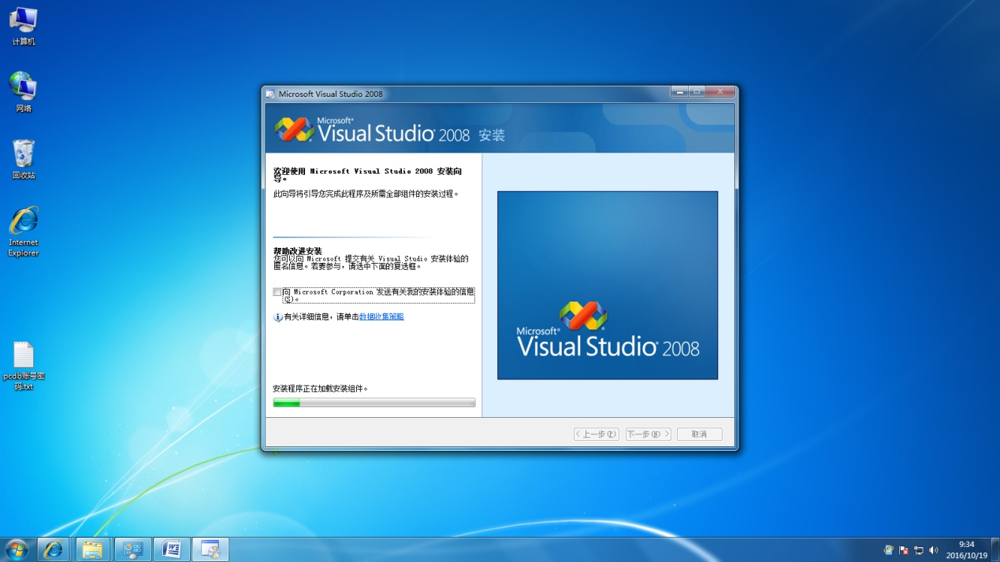 计算机
网络
回收站
Internet
Explorer
pcdb账号密
码.txt
Microsoft Visual Studio 2008
Microsoft®
Visual Studio® 2008 安装
欢迎使用 Microsoft Visual Studio 2008 安装向
导。
此向导将引导您完成此程序及所需全部组件的安装过程。
帮助改进安装
您可以向 Microsoft 提交有关 Visual Studio 安装体验的
匿名信息。若要参与，请选中下面的复选框。
向 Microsoft Corporation 发送有关我的安装体验的信息
(S)。
有关详细信息，请单击数据收集策略
安装程序正在加载安装组件。
Microsoft®
Visual Studio® 2008
< 上一步(P)
下一步(N) >
取消
9:34
2016/10/19